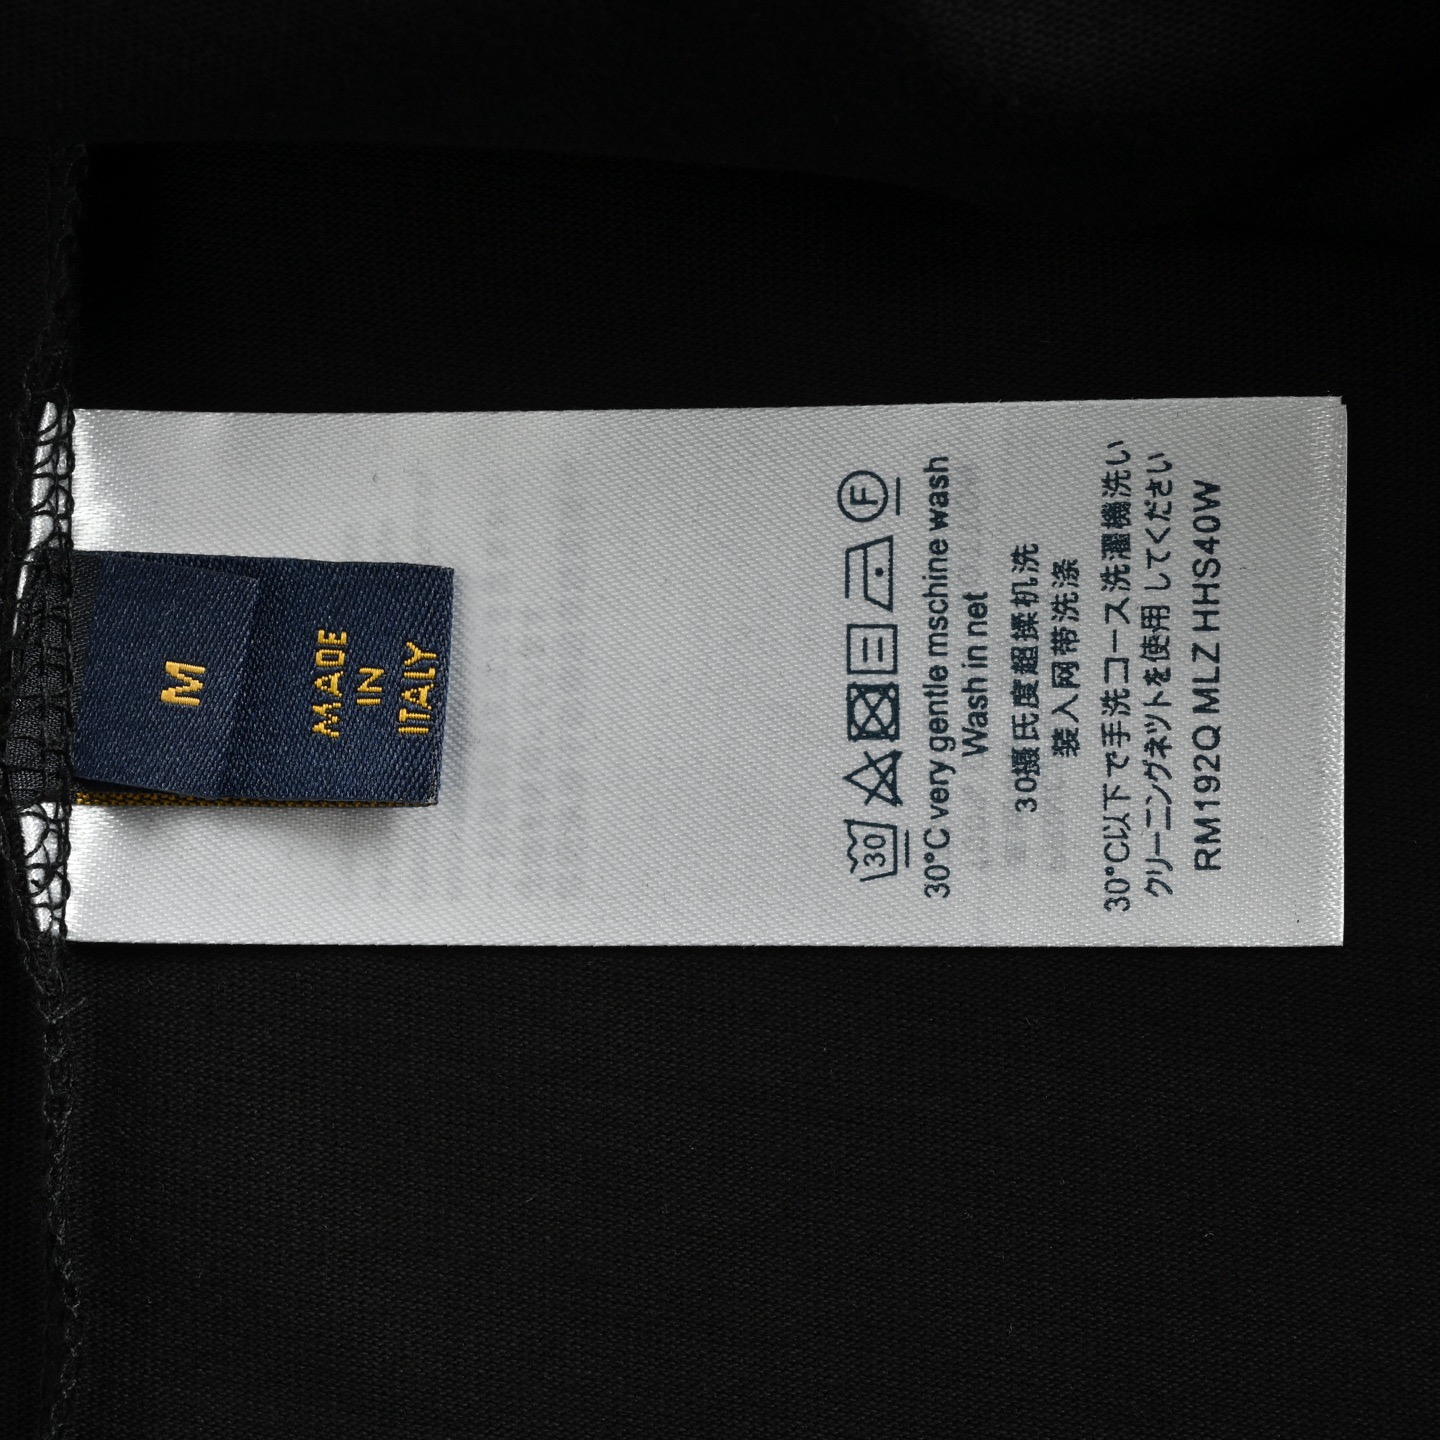 M
MADE
IN
ITALY
30
F
30°C very gentle mschine wash
Wash in net
30摄氏度超揉机洗
装入网带洗涤
30°C以下で手洗コース洗濯機洗い
クリーニングネットを使用してください
RM192Q MLZ HHS40W